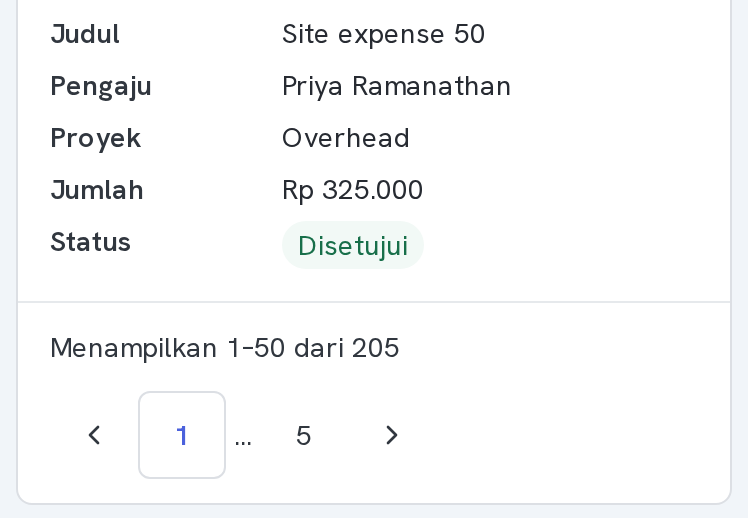 Judul Site expense 50
Pengaju Priya Ramanathan
Proyek Overhead
Jumlah Rp 325.000
Status Disetujui
Menampilkan 1–50 dari 205
1 ... 5